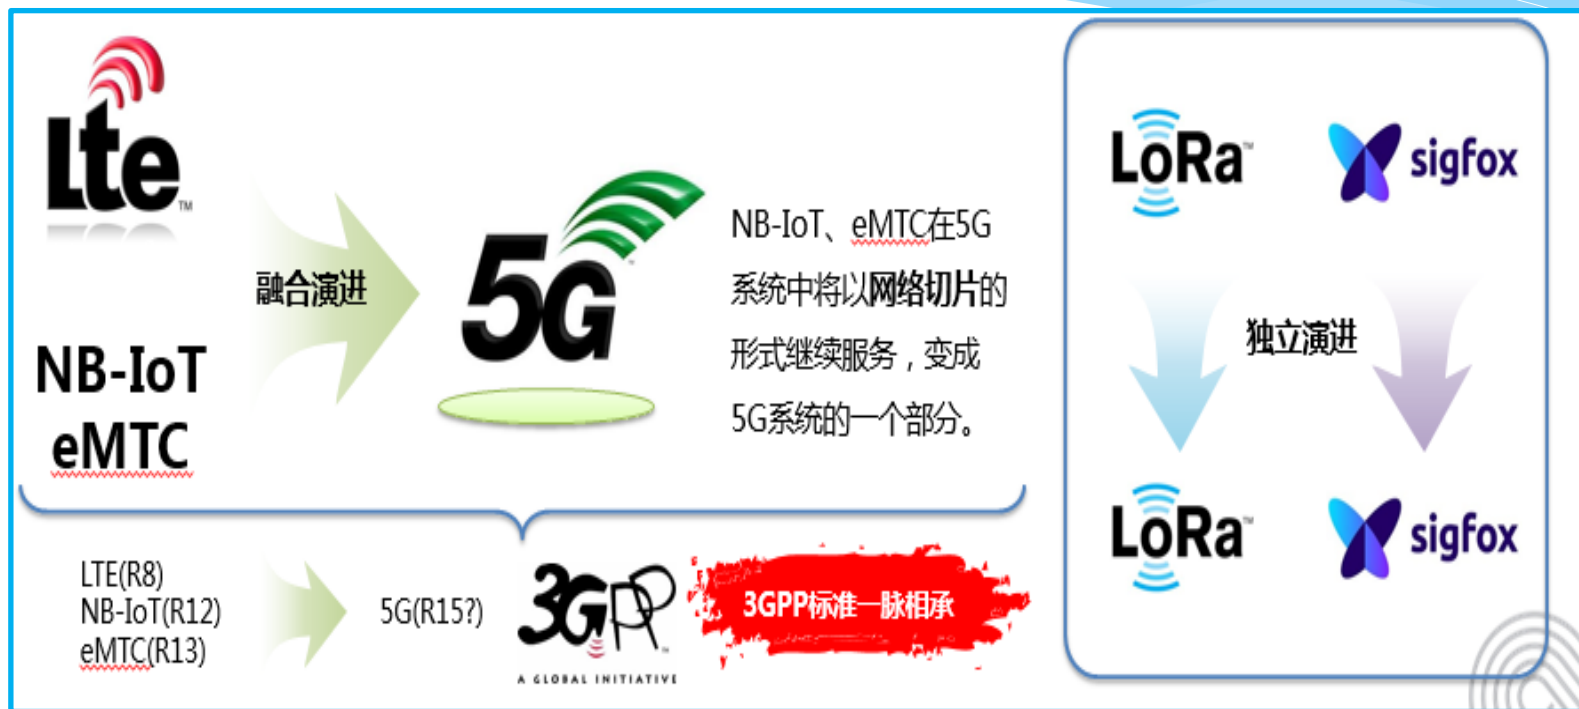 Lte
TM
NB-IoT
eMTC
融合演进
5G
NB-IoT、eMTC在5G
系统中将以网络切片的
形式继续服务，变成
5G系统的一个部分。
LTE(R8)
NB-IoT(R12)
eMTC(R13)
5G(R15?)
3GPP
A GLOBAL INITIATIVE
3GPP标准一脉相承
LoRa™
sigfox
独立演进
LoRa™
sigfox